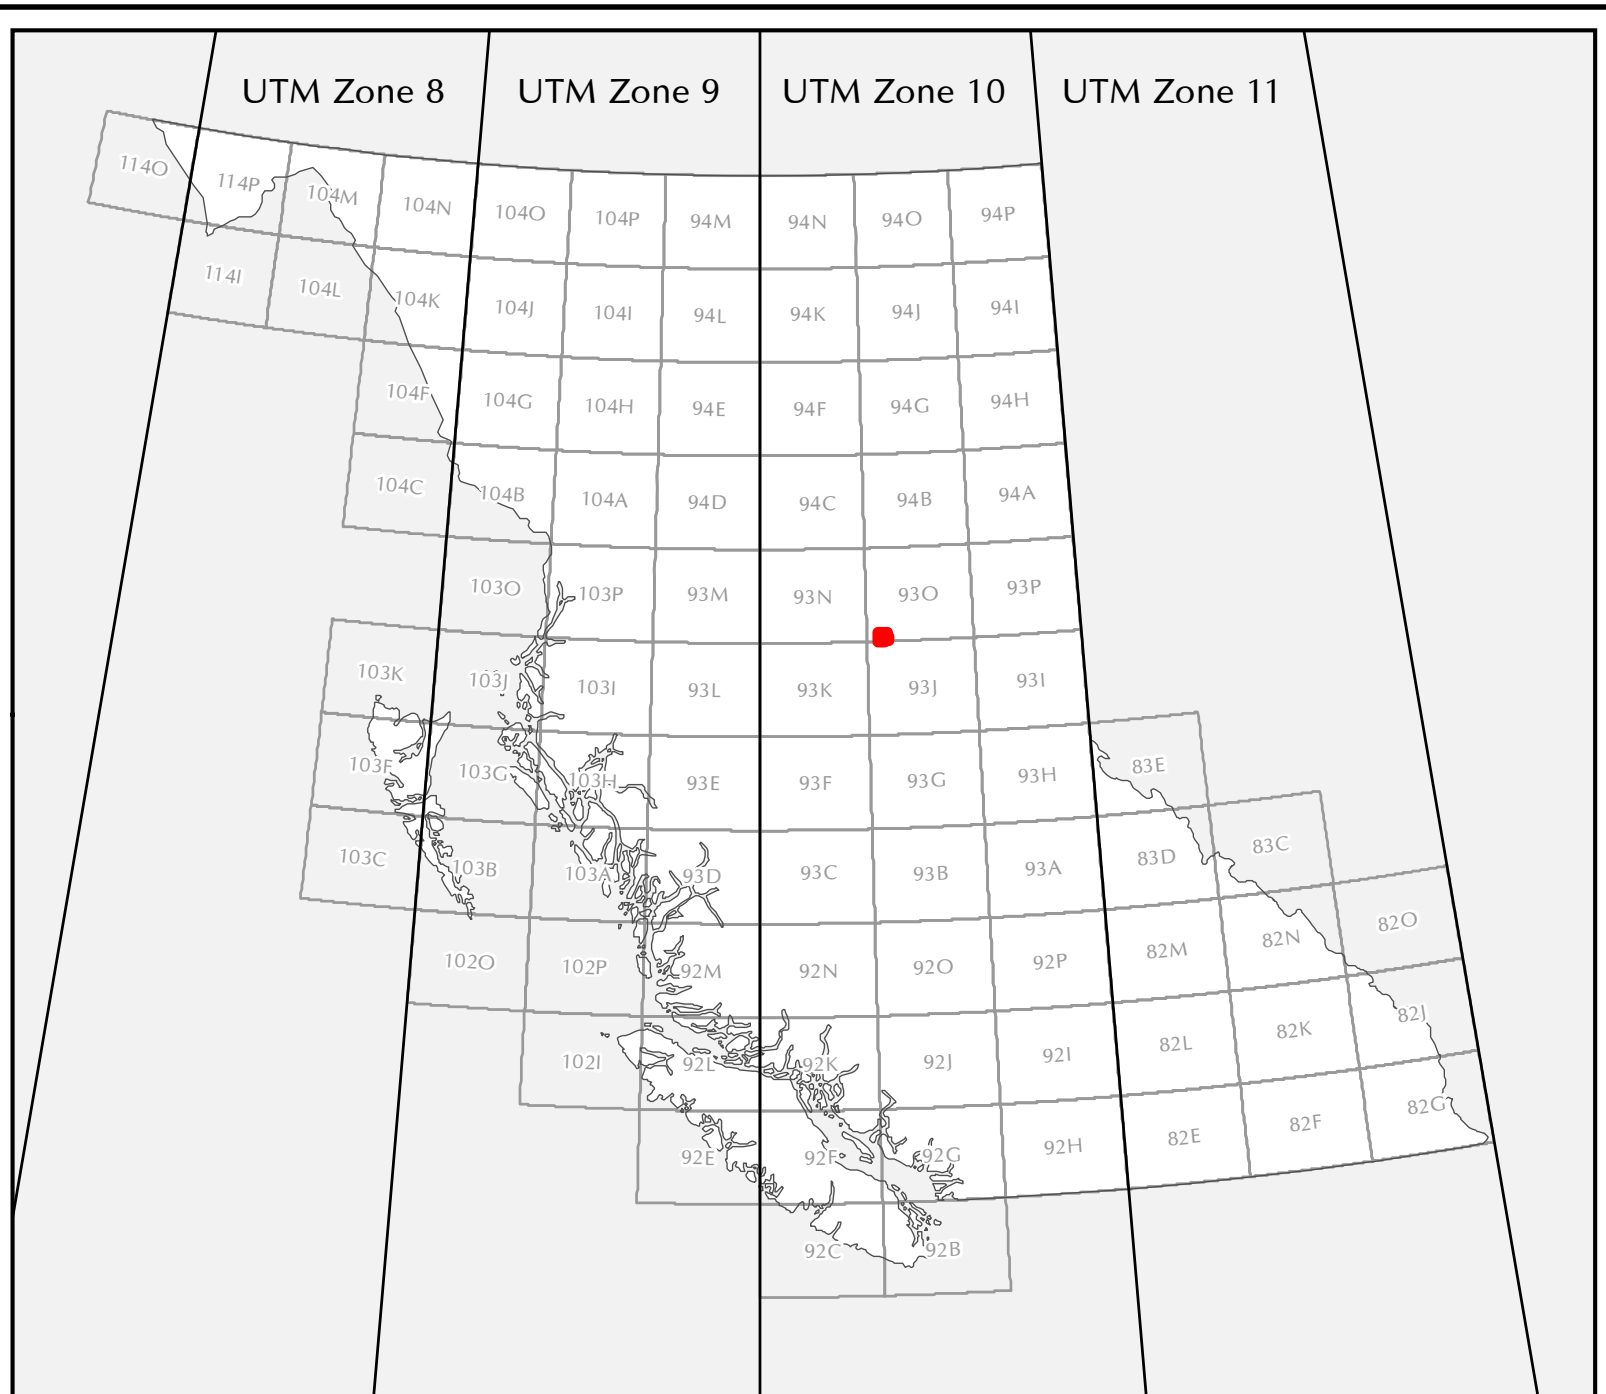 UTM Zone 8 UTM Zone 9 UTM Zone 10 UTM Zone 11
114O 114P 104M 104N 104O 104P 94M 94N 94O 94P
114I 104L 104K 104J 104I 94L 94K 94J 94I
104F 104G 104H 94E 94F 94G 94H
104C 104B 104A 94D 94C 94B 94A
103O 103P 93M 93N 93O 93P
103K 103J 103I 93L 93K 93J 93I
103F 103G 103H 93E 93F 93G 93H 83E
103C 103B 103A 93D 93C 93B 93A 83D 83C
102O 102P 92M 92N 92O 92P 82M 82N 82O
102I 92L 92K 92J 92I 82L 82K 82J
92E 92F 92G 92H 82E 82F 82G
92C 92B